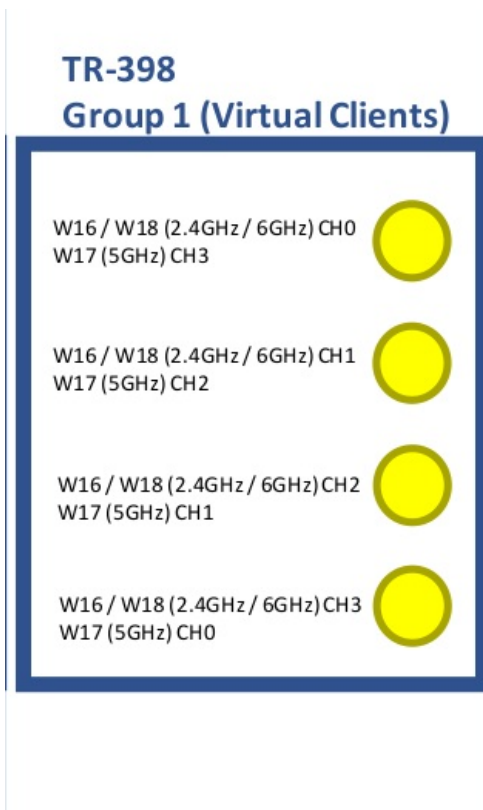 TR-398
Group 1 (Virtual Clients)
W16 / W18 (2.4GHz / 6GHz) CH0
W17 (5GHz) CH3
W16 / W18 (2.4GHz / 6GHz) CH1
W17 (5GHz) CH2
W16 / W18 (2.4GHz / 6GHz) CH2
W17 (5GHz) CH1
W16 / W18 (2.4GHz / 6GHz) CH3
W17 (5GHz) CH0